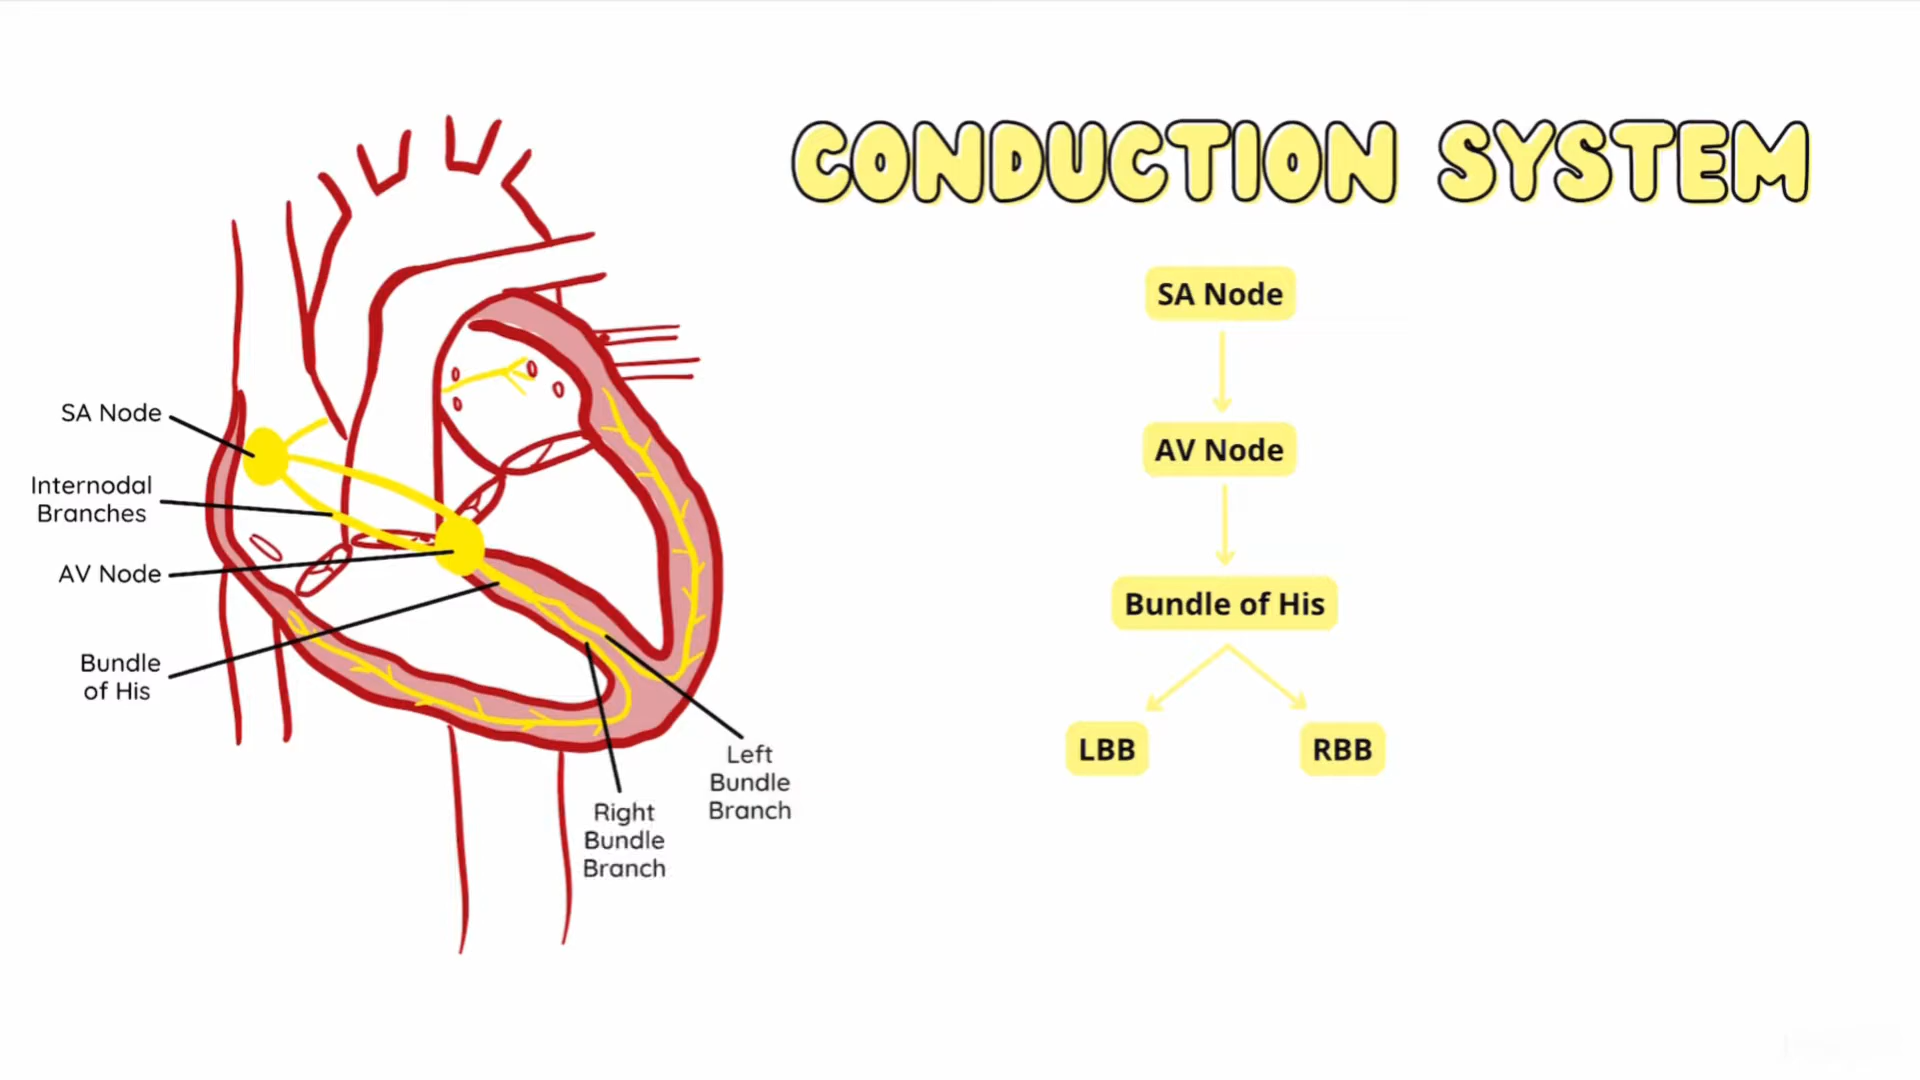 CONDUCTION SYSTEM
SA Node
Internodal
Branches
AV Node
Bundle
of His
Right
Bundle
Branch
Left
Bundle
Branch
SA Node
AV Node
Bundle of His
LBB
RBB